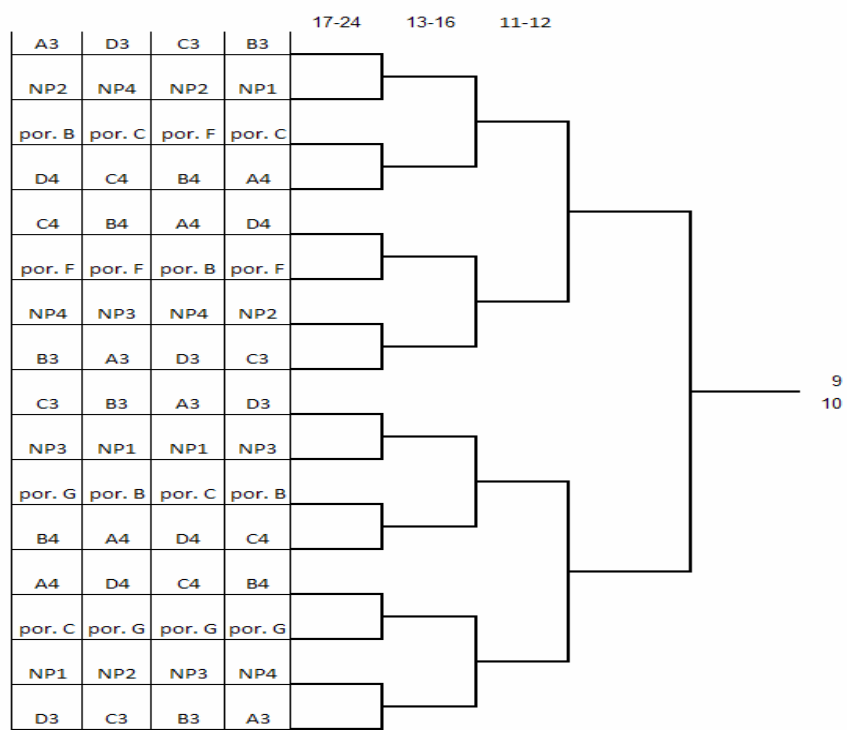 17-24 13-16 11-12
A3 D3 C3 B3
NP2 NP4 NP2 NP1
por. B por. C por. F por. C
D4 C4 B4 A4
C4 B4 A4 D4
por. F por. F por. B por. F
NP4 NP3 NP4 NP2
B3 A3 D3 C3
9
C3 B3 A3 D3
10
NP3 NP1 NP1 NP3
por. G por. B por. C por. B
B4 A4 D4 C4
A4 D4 C4 B4
por. C por. G por. G por. G
NP1 NP2 NP3 NP4
D3 C3 B3 A3